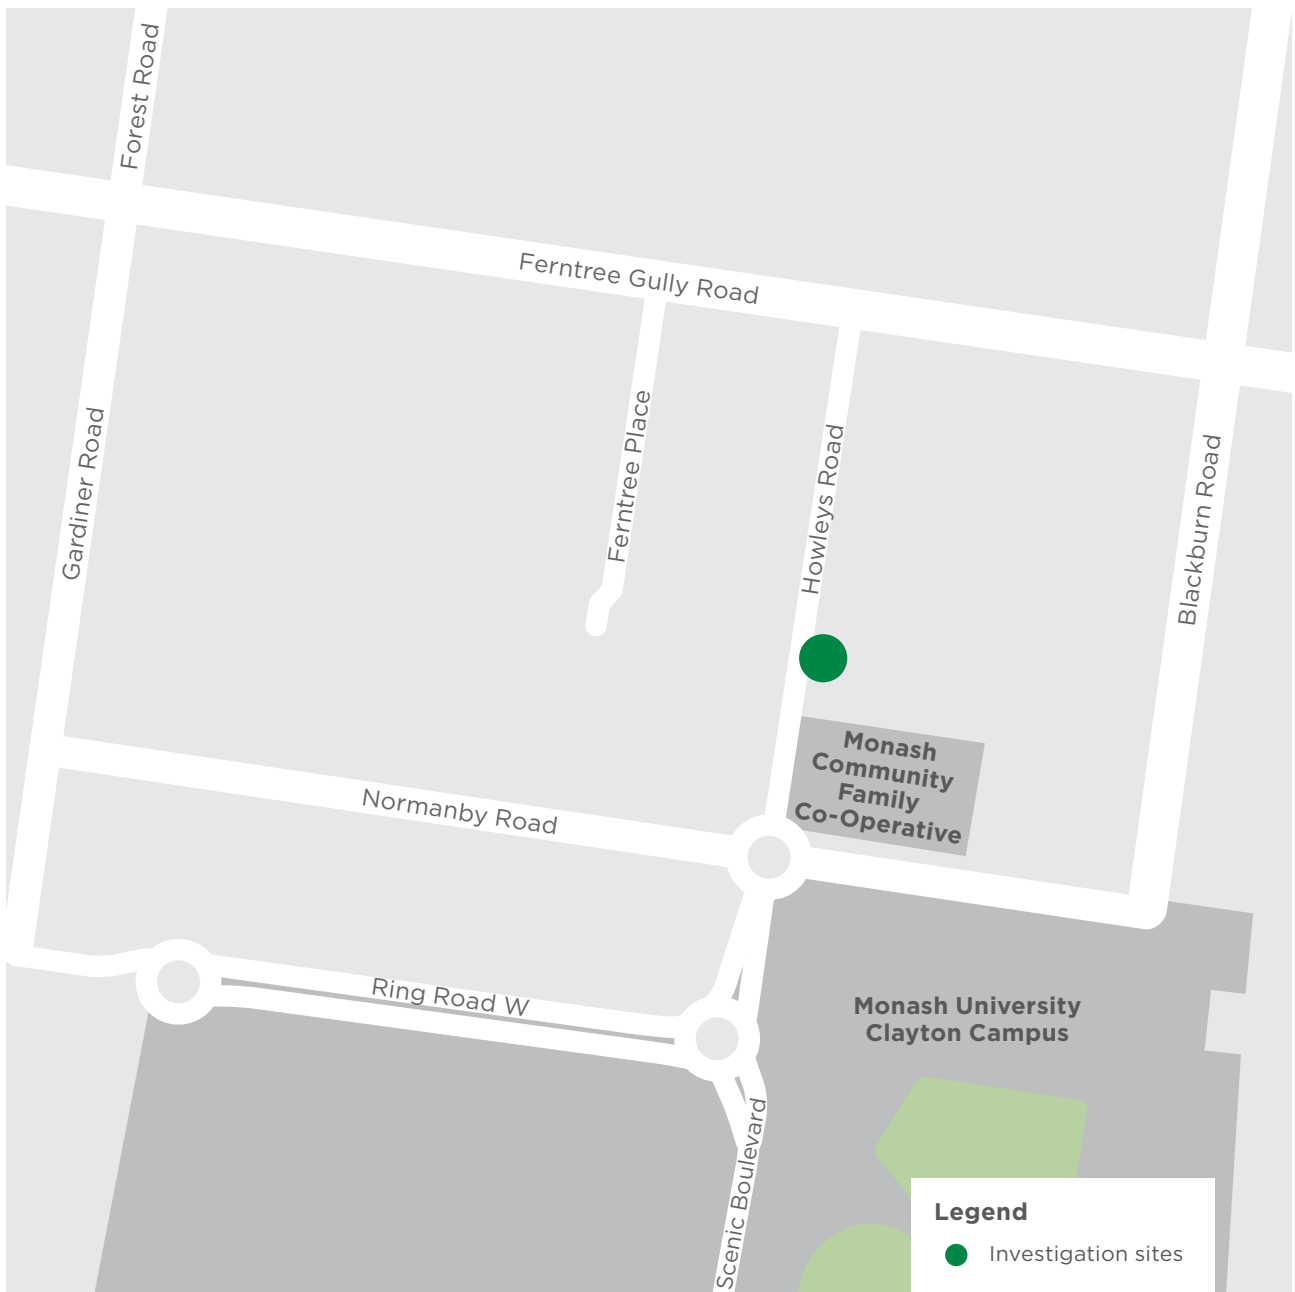 Forest Road
Ferntree Gully Road
Gardiner Road
Ferntree Place
Howleys Road
Blackburn Road
Monash
Community
Family
Co-Operative
Normanby Road
Ring Road W
Monash University
Clayton Campus
Scenic Boulevard
Legend
Investigation sites